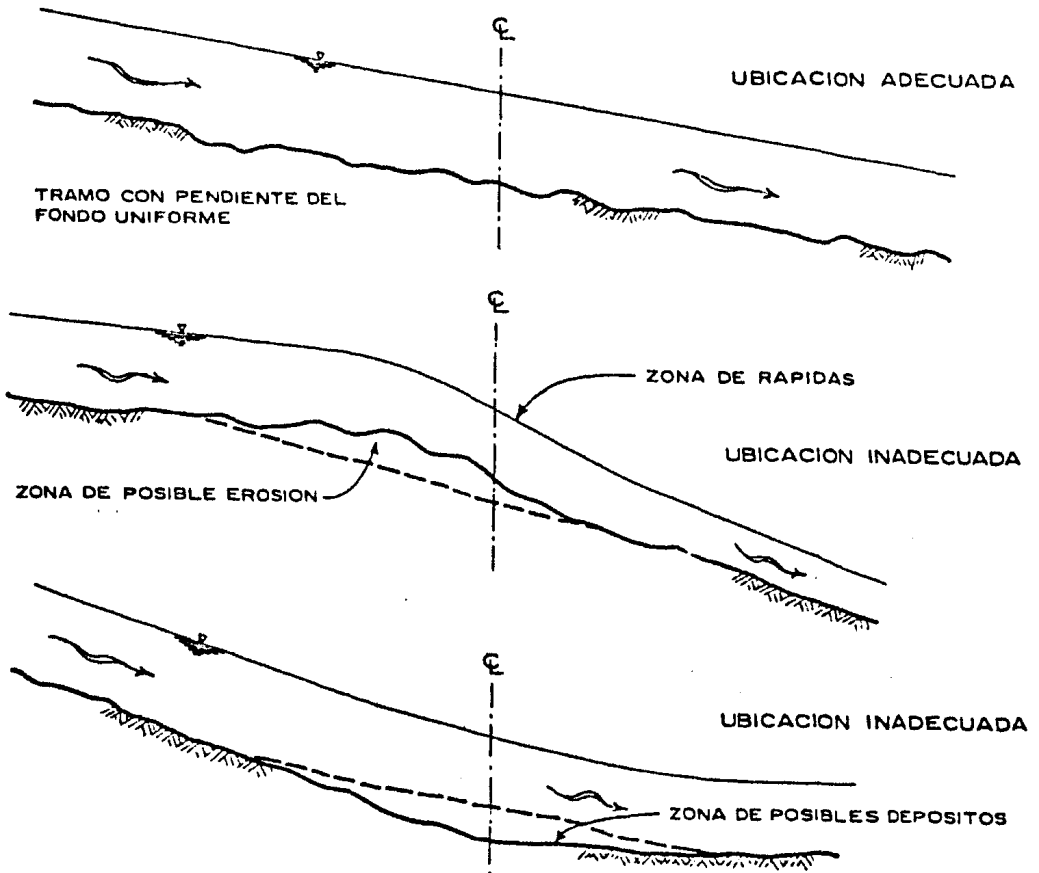 ℄
UBICACION ADECUADA
TRAMO CON PENDIENTE DEL
FONDO UNIFORME
℄
ZONA DE RAPIDAS
UBICACION INADECUADA
ZONA DE POSIBLE EROSION
℄
UBICACION INADECUADA
ZONA DE POSIBLES DEPOSITOS